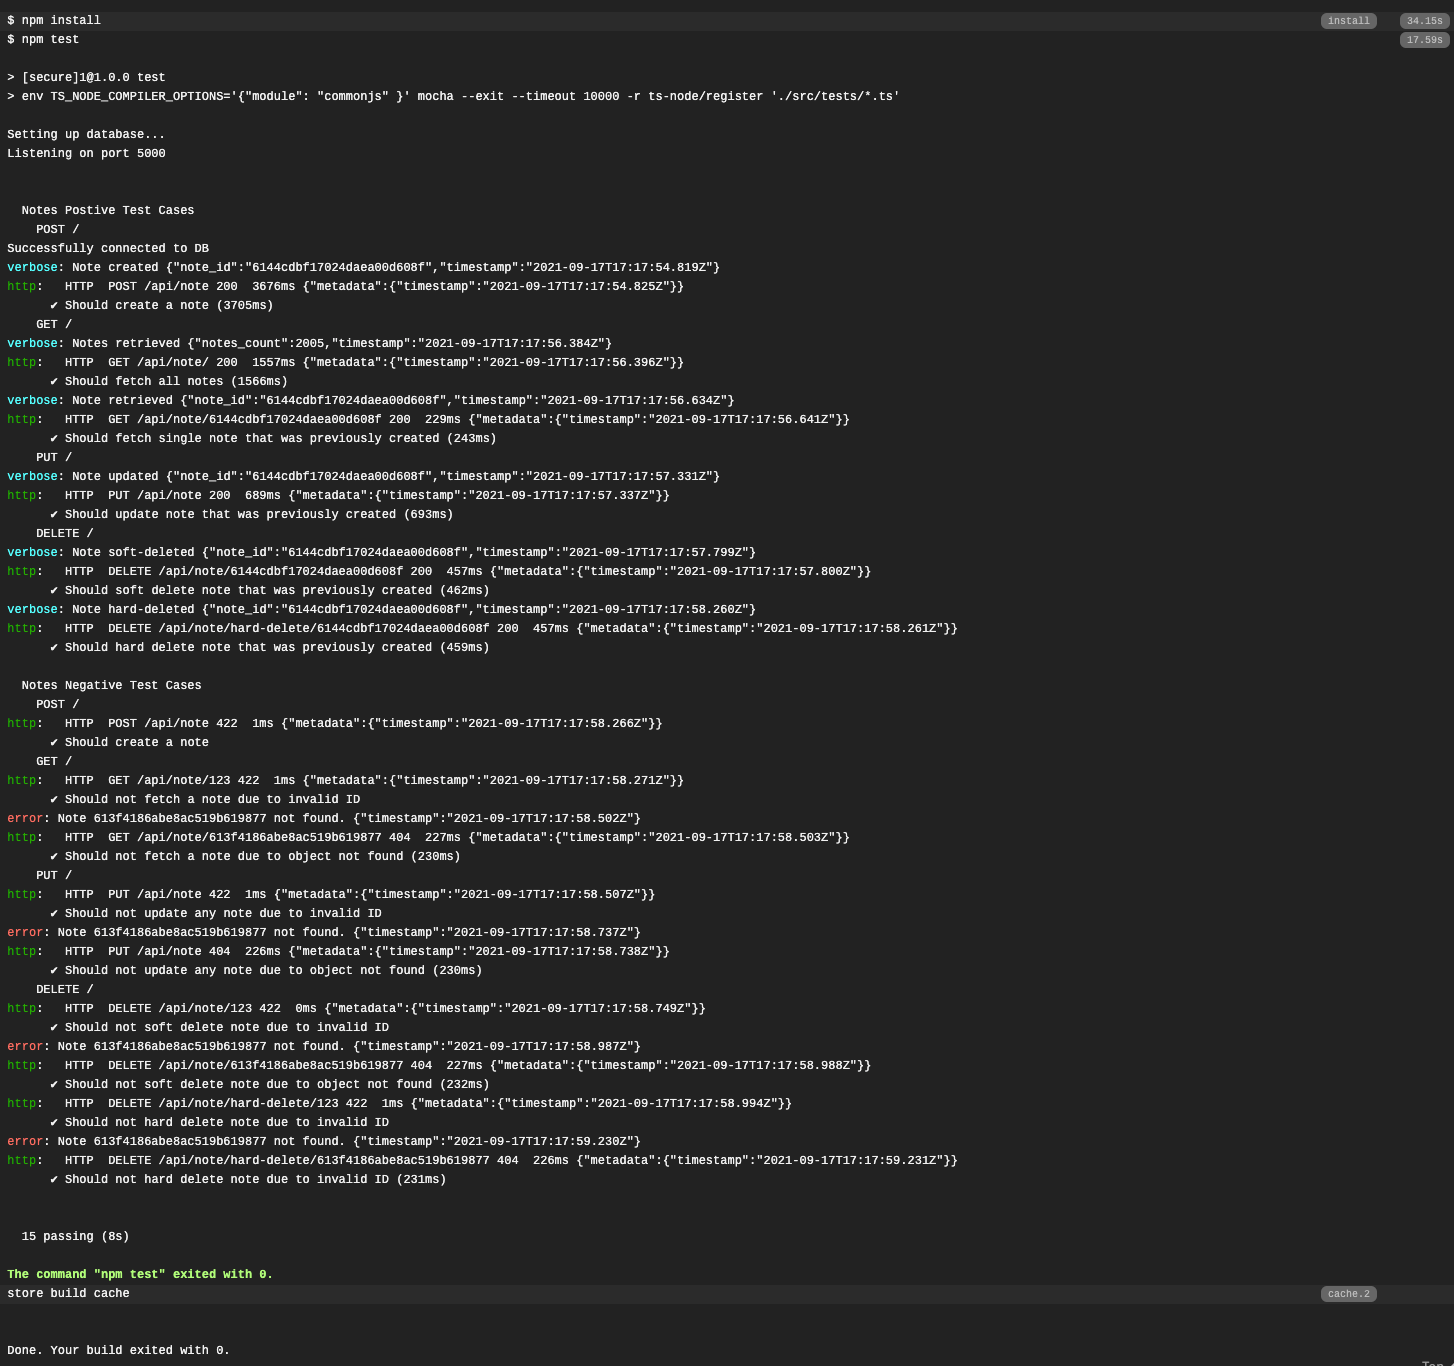 $ npm install install 34.15s
$ npm test 17.59s
> [secure]1@1.0.0 test
> env TS_NODE_COMPILER_OPTIONS='{"module": "commonjs" }' mocha --exit --timeout 10000 -r ts-node/register './src/tests/*.ts'
Setting up database...
Listening on port 5000
Notes Postive Test Cases
POST /
Successfully connected to DB
verbose: Note created {"note_id":"6144cdbf17024daea00d608f","timestamp":"2021-09-17T17:17:54.819Z"}
http:   HTTP  POST /api/note 200  3676ms {"metadata":{"timestamp":"2021-09-17T17:17:54.825Z"}}
✔ Should create a note (3705ms)
GET /
verbose: Notes retrieved {"notes_count":2005,"timestamp":"2021-09-17T17:17:56.384Z"}
http:   HTTP  GET /api/note/ 200  1557ms {"metadata":{"timestamp":"2021-09-17T17:17:56.396Z"}}
✔ Should fetch all notes (1566ms)
verbose: Note retrieved {"note_id":"6144cdbf17024daea00d608f","timestamp":"2021-09-17T17:17:56.634Z"}
http:   HTTP  GET /api/note/6144cdbf17024daea00d608f 200  229ms {"metadata":{"timestamp":"2021-09-17T17:17:56.641Z"}}
✔ Should fetch single note that was previously created (243ms)
PUT /
verbose: Note updated {"note_id":"6144cdbf17024daea00d608f","timestamp":"2021-09-17T17:17:57.331Z"}
http:   HTTP  PUT /api/note 200  689ms {"metadata":{"timestamp":"2021-09-17T17:17:57.337Z"}}
✔ Should update note that was previously created (693ms)
DELETE /
verbose: Note soft-deleted {"note_id":"6144cdbf17024daea00d608f","timestamp":"2021-09-17T17:17:57.799Z"}
http:   HTTP  DELETE /api/note/6144cdbf17024daea00d608f 200  457ms {"metadata":{"timestamp":"2021-09-17T17:17:57.800Z"}}
✔ Should soft delete note that was previously created (462ms)
verbose: Note hard-deleted {"note_id":"6144cdbf17024daea00d608f","timestamp":"2021-09-17T17:17:58.260Z"}
http:   HTTP  DELETE /api/note/hard-delete/6144cdbf17024daea00d608f 200  457ms {"metadata":{"timestamp":"2021-09-17T17:17:58.261Z"}}
✔ Should hard delete note that was previously created (459ms)
Notes Negative Test Cases
POST /
http:   HTTP  POST /api/note 422  1ms {"metadata":{"timestamp":"2021-09-17T17:17:58.266Z"}}
✔ Should create a note
GET /
http:   HTTP  GET /api/note/123 422  1ms {"metadata":{"timestamp":"2021-09-17T17:17:58.271Z"}}
✔ Should not fetch a note due to invalid ID
error: Note 613f4186abe8ac519b619877 not found. {"timestamp":"2021-09-17T17:17:58.502Z"}
http:   HTTP  GET /api/note/613f4186abe8ac519b619877 404  227ms {"metadata":{"timestamp":"2021-09-17T17:17:58.503Z"}}
✔ Should not fetch a note due to object not found (230ms)
PUT /
http:   HTTP  PUT /api/note 422  1ms {"metadata":{"timestamp":"2021-09-17T17:17:58.507Z"}}
✔ Should not update any note due to invalid ID
error: Note 613f4186abe8ac519b619877 not found. {"timestamp":"2021-09-17T17:17:58.737Z"}
http:   HTTP  PUT /api/note 404  226ms {"metadata":{"timestamp":"2021-09-17T17:17:58.738Z"}}
✔ Should not update any note due to object not found (230ms)
DELETE /
http:   HTTP  DELETE /api/note/123 422  0ms {"metadata":{"timestamp":"2021-09-17T17:17:58.749Z"}}
✔ Should not soft delete note due to invalid ID
error: Note 613f4186abe8ac519b619877 not found. {"timestamp":"2021-09-17T17:17:58.987Z"}
http:   HTTP  DELETE /api/note/613f4186abe8ac519b619877 404  227ms {"metadata":{"timestamp":"2021-09-17T17:17:58.988Z"}}
✔ Should not soft delete note due to object not found (232ms)
http:   HTTP  DELETE /api/note/hard-delete/123 422  1ms {"metadata":{"timestamp":"2021-09-17T17:17:58.994Z"}}
✔ Should not hard delete note due to invalid ID
error: Note 613f4186abe8ac519b619877 not found. {"timestamp":"2021-09-17T17:17:59.230Z"}
http:   HTTP  DELETE /api/note/hard-delete/613f4186abe8ac519b619877 404  226ms {"metadata":{"timestamp":"2021-09-17T17:17:59.231Z"}}
✔ Should not hard delete note due to invalid ID (231ms)
15 passing (8s)
The command "npm test" exited with 0.
store build cache cache.2
Done. Your build exited with 0.